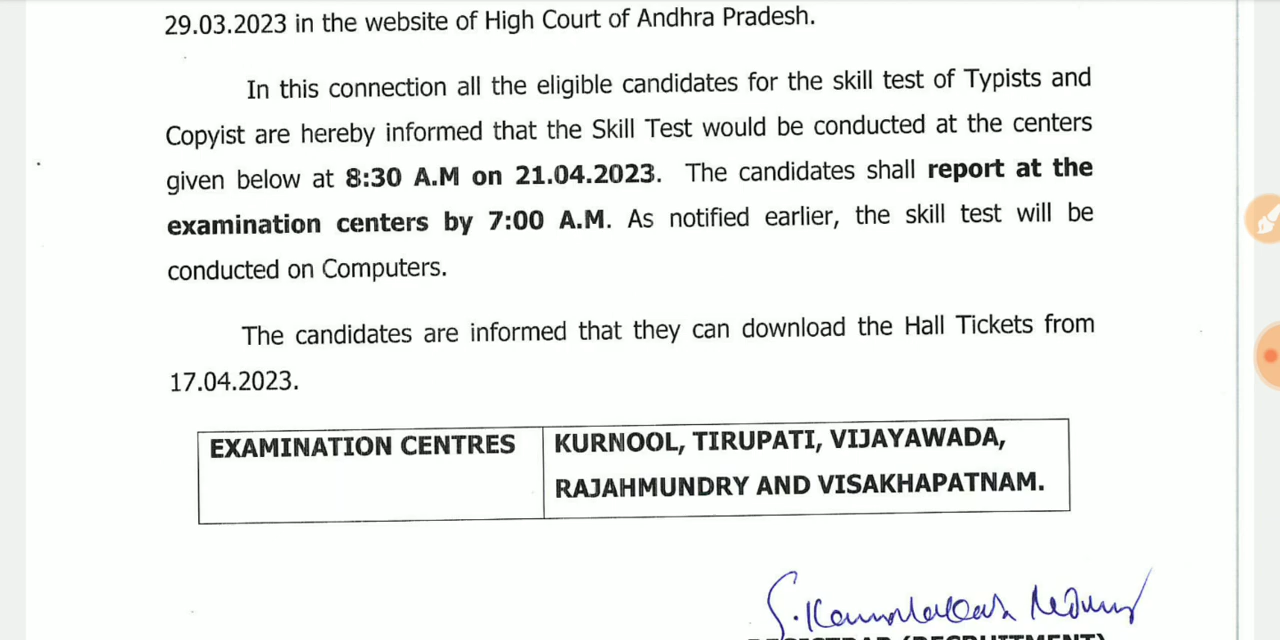 29.03.2023 in the website of High Court of Andhra Pradesh.
In this connection all the eligible candidates for the skill test of Typists and
Copyist are hereby informed that the Skill Test would be conducted at the centers
given below at 8:30 A.M on 21.04.2023. The candidates shall report at the
examination centers by 7:00 A.M. As notified earlier, the skill test will be
conducted on Computers.
The candidates are informed that they can download the Hall Tickets from
17.04.2023.
EXAMINATION CENTRES
KURNOOL, TIRUPATI, VIJAYAWADA,
RAJAHMUNDRY AND VISAKHAPATNAM.
REGISTRAR (RECRUITMENT)